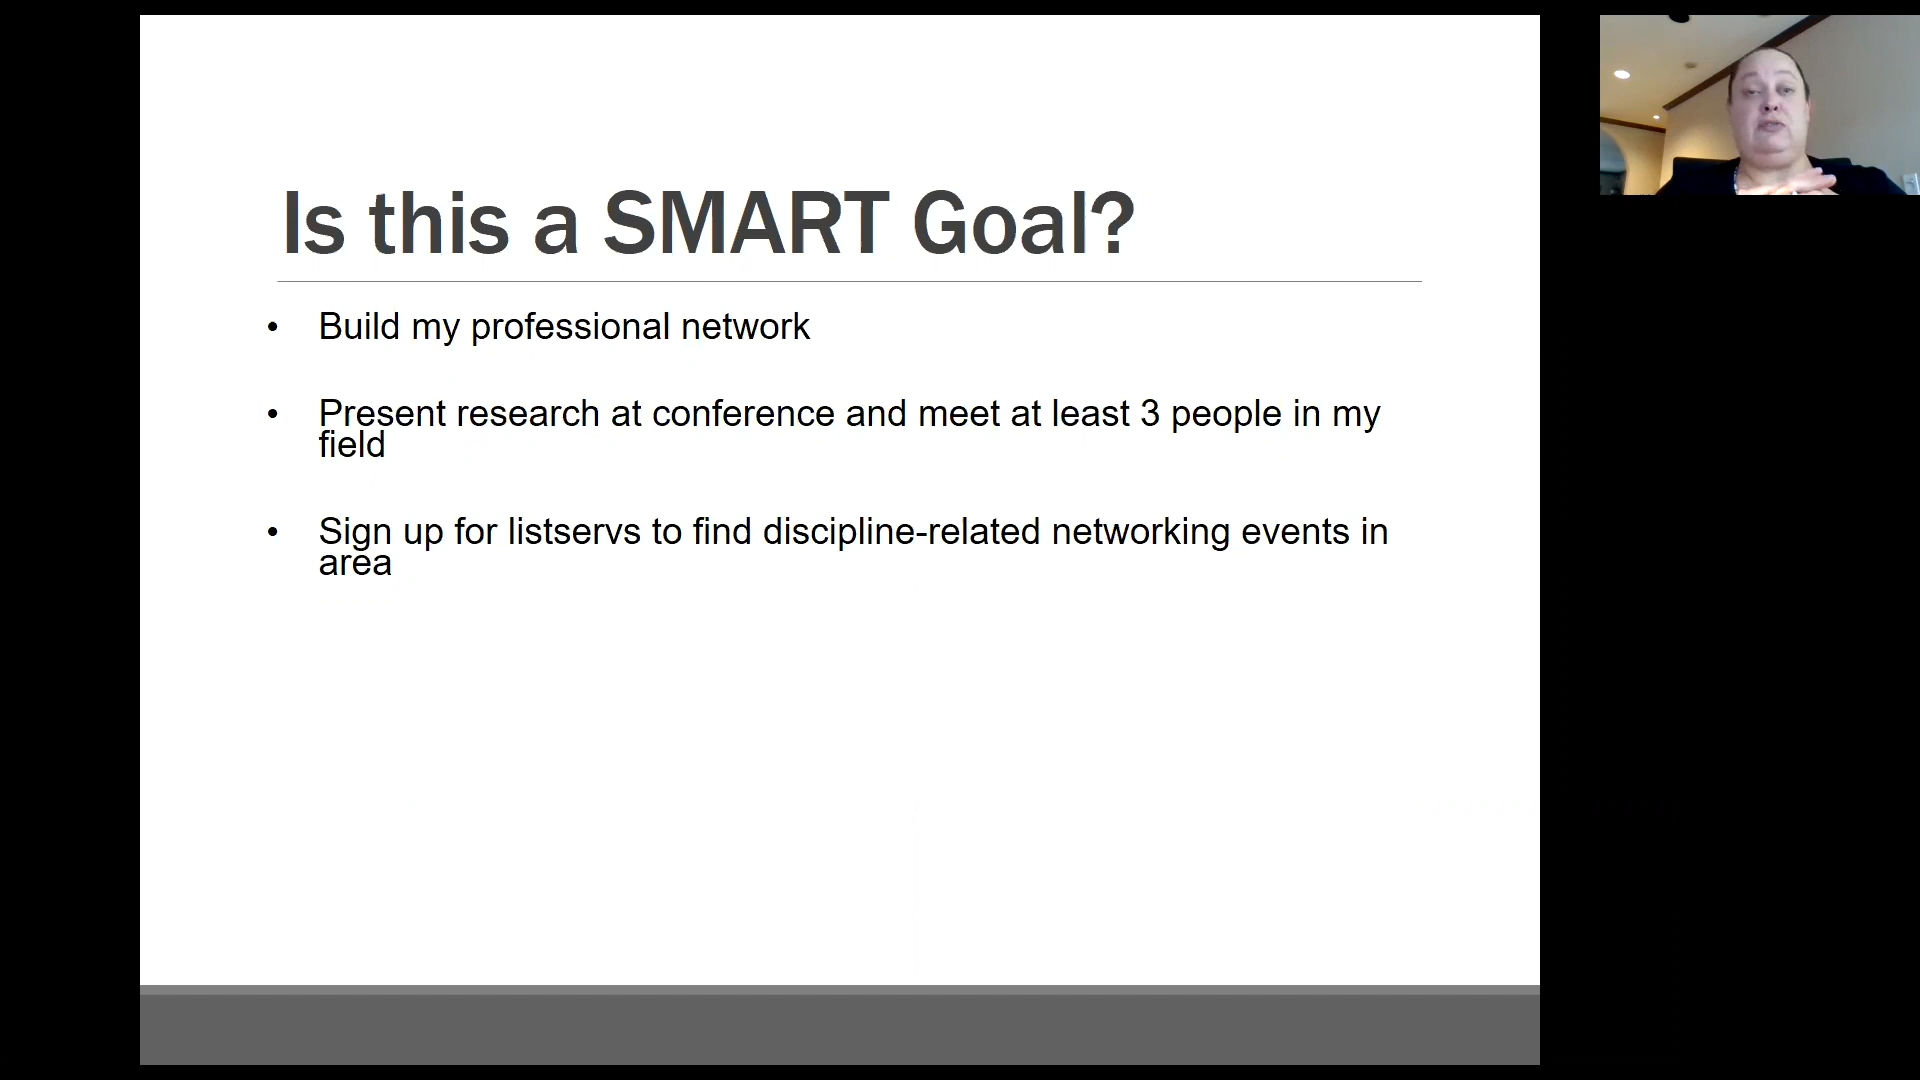 Is this a SMART Goal?
• Build my professional network
• Present research at conference and meet at least 3 people in my
field
• Sign up for listservs to find discipline-related networking events in
area